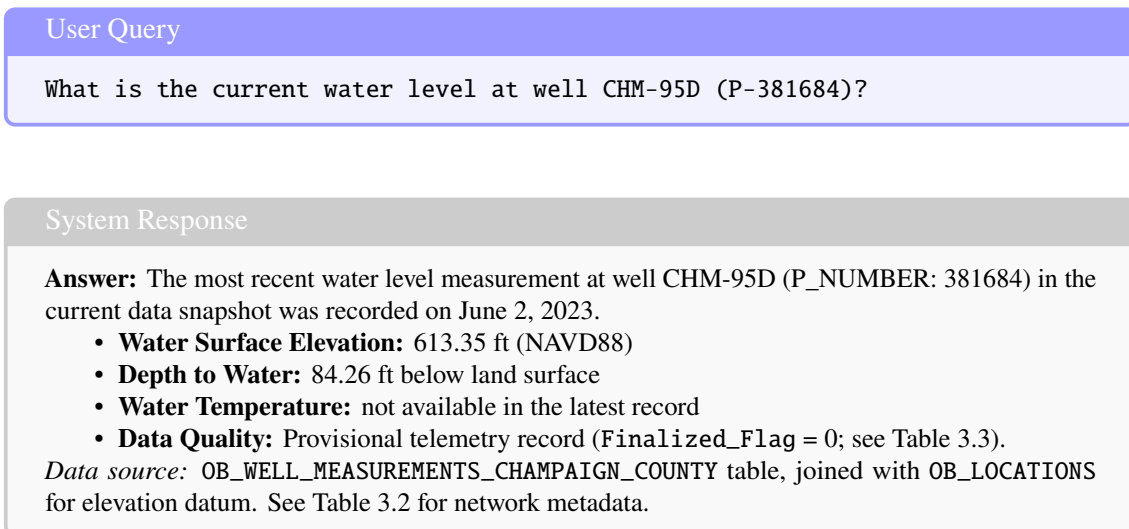 User Query
What is the current water level at well CHM-95D (P-381684)?
System Response
Answer: The most recent water level measurement at well CHM-95D (P_NUMBER: 381684) in the
current data snapshot was recorded on June 2, 2023.
• Water Surface Elevation: 613.35 ft (NAVD88)
• Depth to Water: 84.26 ft below land surface
• Water Temperature: not available in the latest record
• Data Quality: Provisional telemetry record (Finalized_Flag = 0; see Table 3.3).
Data source: OB_WELL_MEASUREMENTS_CHAMPAIGN_COUNTY table, joined with OB_LOCATIONS
for elevation datum. See Table 3.2 for network metadata.